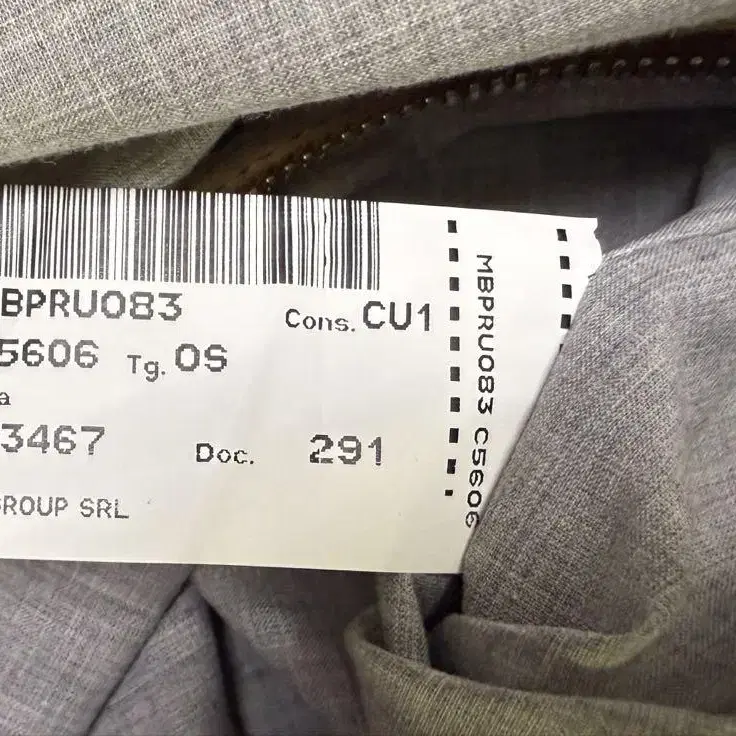 BPRU083 Cons. CU1
5606 Tg. OS
a
3467 Doc. 291
GROUP SRL
MBPRU083 C5606